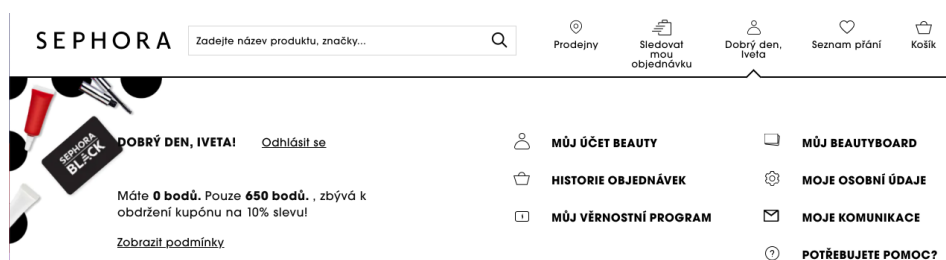 SEPHORA
Zadejte název produktu, značky...
Prodejny
Sledovat
mou
objednávku
Dobrý den,
Iveta
Seznam přání
Košík
SEPHORA
BLACK
DOBRÝ DEN, IVETA!
Odhlásit se
Máte 0 bodů. Pouze 650 bodů. , zbývá k
obdržení kupónu na 10% slevu!
Zobrazit podmínky
MŮJ ÚČET BEAUTY
HISTORIE OBJEDNÁVEK
MŮJ VĚRNOSTNÍ PROGRAM
MŮJ BEAUTYBOARD
MOJE OSOBNÍ ÚDAJE
MOJE KOMUNIKACE
POTŘEBUJETE POMOC?